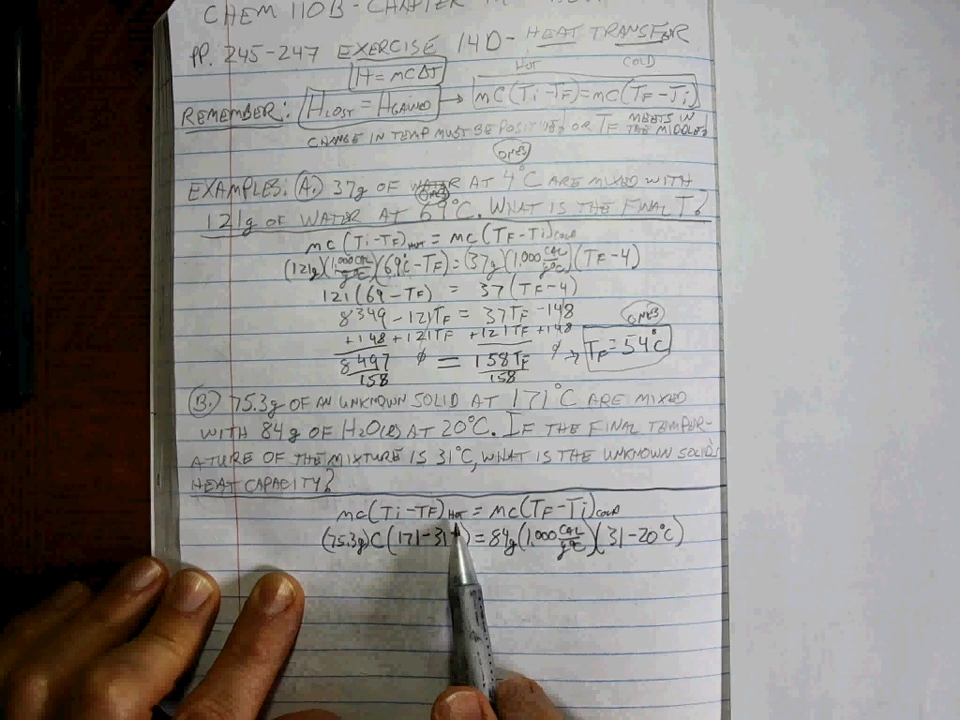 CHEM 110B - CHAPTER
PP. 245-247 EXERCISE 14D - HEAT TRANSFER
H = MCΔT
HOT COLD
REMEMBER: HLOST = HGAINED → mC(Ti-TF)=mC(TF-Ti)
CHANGE IN TEMP MUST BE POSITIVE, OR TF MEETS IN THE MIDDLE
ONES
EXAMPLES: A. 37g OF WATER AT 4°C ARE MIXED WITH
ONES
121g OF WATER AT 69°C. WHAT IS THE FINAL T?
mc(Ti-TF)HOT = mc(TF-Ti)COLD
(121g)(1.000 CAL/g°C)(69°C-TF)=(37g)(1.000 CAL/g°C)(TF-4)
121(69-TF) = 37(TF-4)
8349-121TF = 37TF-148
+148+121TF +121TF+148
ONES
8497 ∅ = 158TF ∅ → TF=54°C
158 158
B. 75.3g OF AN UNKNOWN SOLID AT 171°C ARE MIXED
WITH 84g OF H2O(l) AT 20°C. IF THE FINAL TEMPER-
ATURE OF THE MIXTURE IS 31°C, WHAT IS THE UNKNOWN SOLID'S
HEAT CAPACITY?
mc(Ti-TF)HOT = mc(TF-Ti)COLD
(75.3g)C(171-31)=84g(1.000 CAL/g°C)(31-20°C)